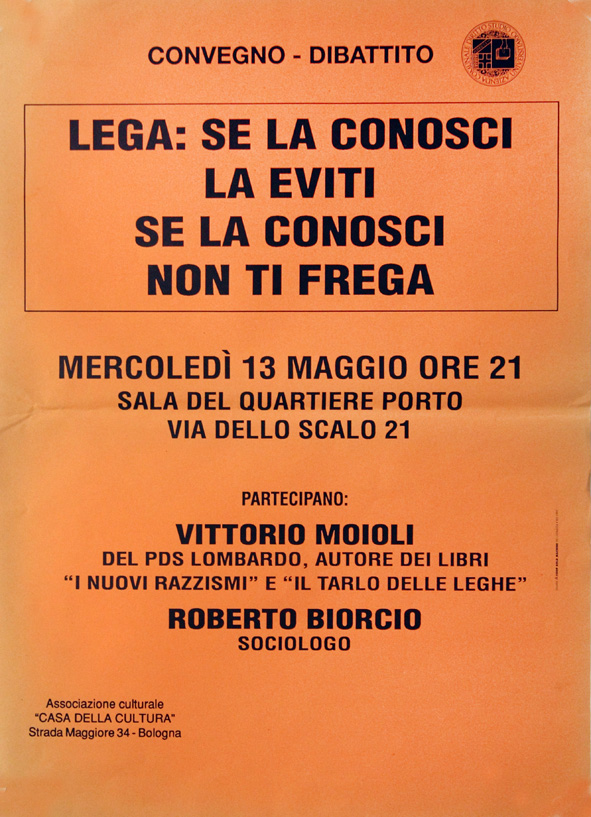 CONVEGNO - DIBATTITO
LEGA: SE LA CONOSCI
LA EVITI
SE LA CONOSCI
NON TI FREGA
MERCOLEDÌ 13 MAGGIO ORE 21
SALA DEL QUARTIERE PORTO
VIA DELLO SCALO 21
PARTECIPANO:
VITTORIO MOIOLI
DEL PDS LOMBARDO, AUTORE DEI LIBRI
“I NUOVI RAZZISMI” E “IL TARLO DELLE LEGHE”
ROBERTO BIORCIO
SOCIOLOGO
Associazione culturale
“CASA DELLA CULTURA”
Strada Maggiore 34 - Bologna